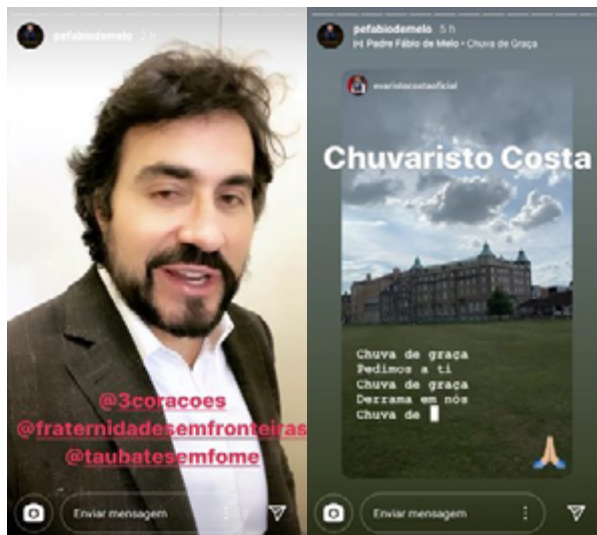 pefabiodemelo 2 h
@3coracoes
@fraternidadesemfronteiras
@taubatesemfome
Enviar mensagem
pefabiodemelo 5 h
Padre Fábio de Melo • Chuva de Graça
evaristocostaoficial
Chuvaristo Costa
Chuva de graça
Pedimos a ti
Chuva de graça
Derrama em nós
Chuva de
Enviar mensagem